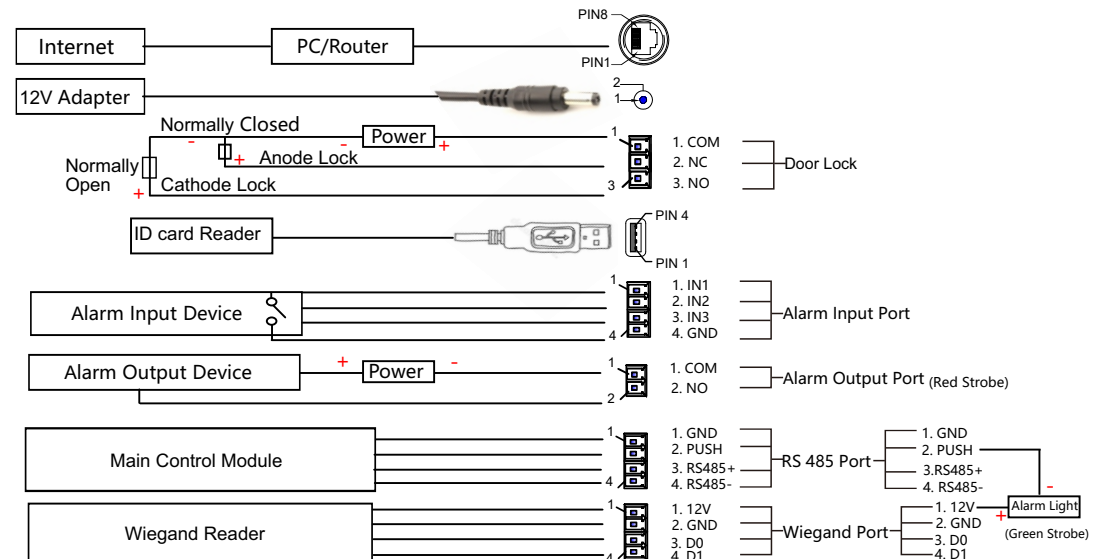 PIN8
Internet
PC/Router
PIN1
12V Adapter
2
1
Normally Closed
-
-
Power
+
1
1. COM
+
Anode Lock
2. NC
Door Lock
Normally
Open
+
Cathode Lock
3
3. NO
ID card Reader
PIN 4
PIN 1
1
1. IN1
2. IN2
Alarm Input Device
3. IN3
Alarm Input Port
4
4. GND
Alarm Output Device
+
Power
-
1
1. COM
2. NO
Alarm Output Port (Red Strobe)
2
1
1. GND
1. GND
2. PUSH
2. PUSH
Main Control Module
RS 485 Port
3. RS485+
3.RS485+
4
4. RS485-
4. RS485-
-
1
1. 12V
1. 12V
+
Alarm Light
2. GND
2. GND
Wiegand Reader
Wiegand Port
(Green Strobe)
3. D0
3. D0
4
4. D1
4. D1